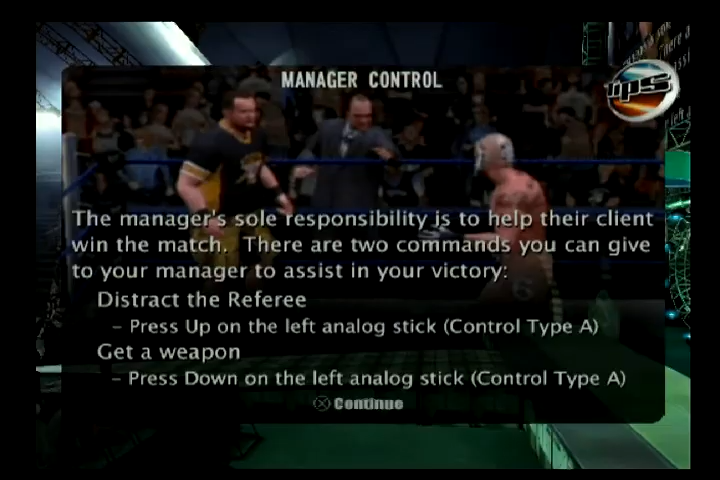 MANAGER CONTROL
TIPS
The manager's sole responsibility is to help their client
win the match. There are two commands you can give
to your manager to assist in your victory:
Distract the Referee
– Press Up on the left analog stick (Control Type A)
Get a weapon
– Press Down on the left analog stick (Control Type A)
Continue